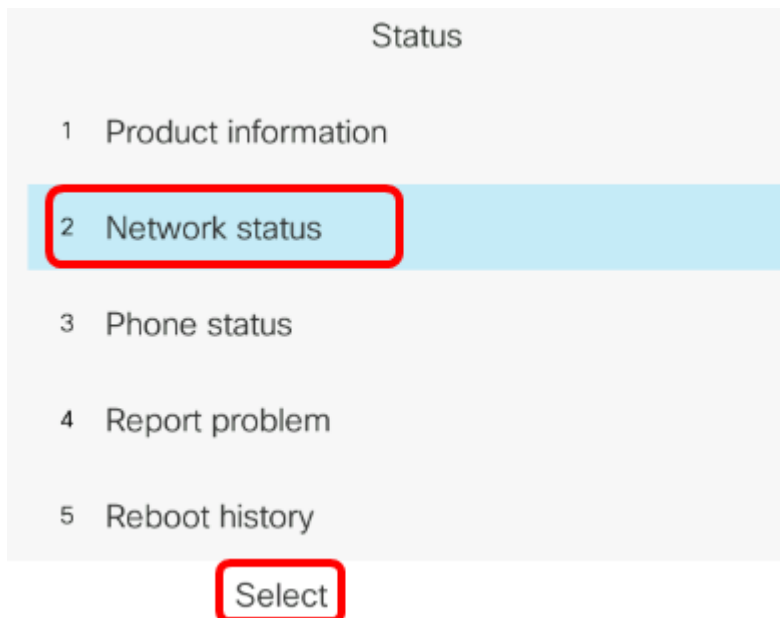 Status
1 Product information
2 Network status
3 Phone status
4 Report problem
5 Reboot history
Select